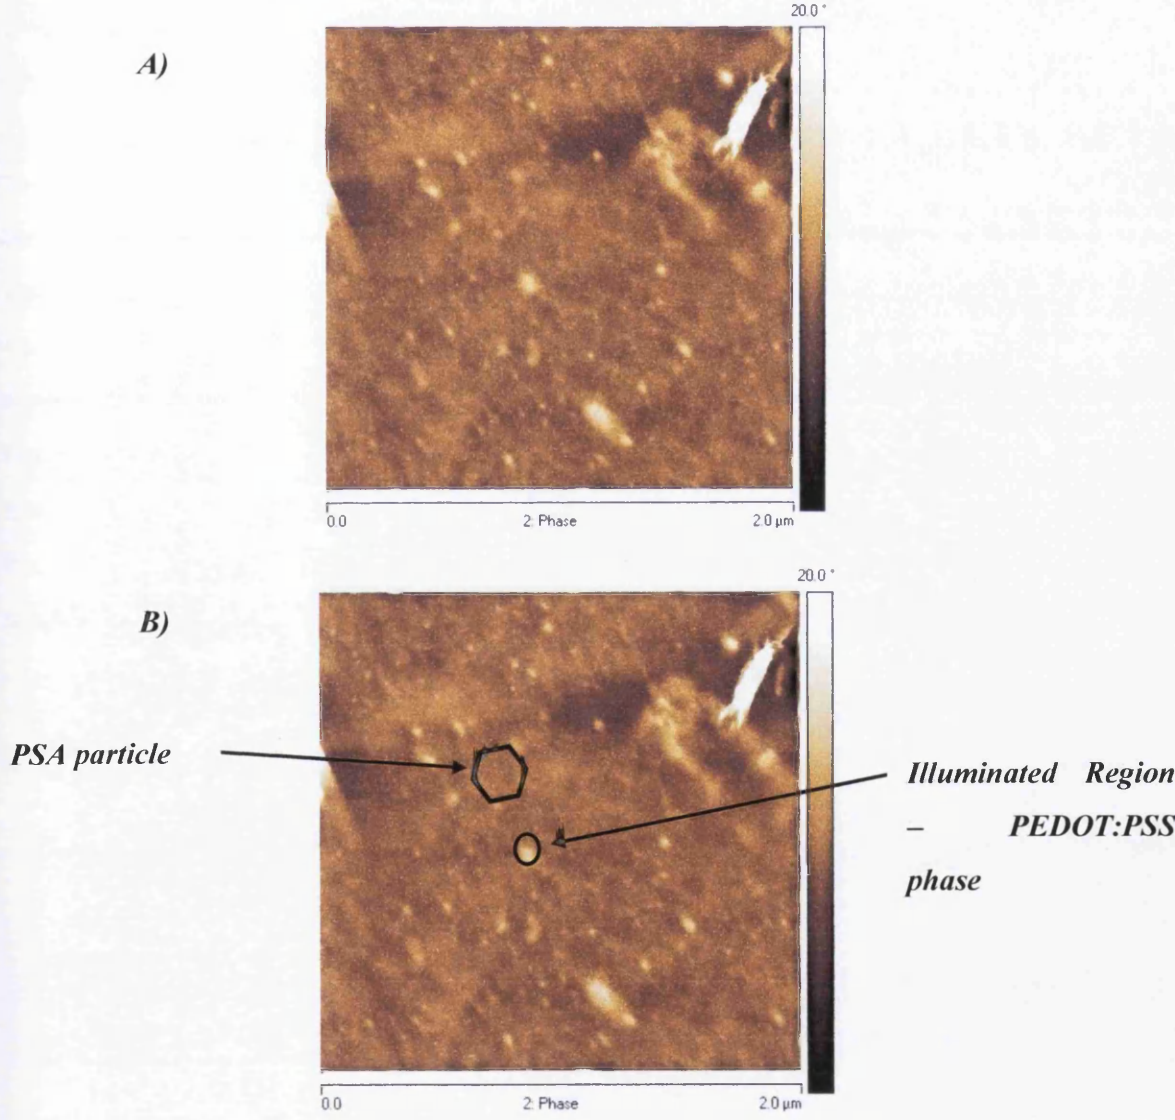 20.0 °
A)
0.0 2: Phase 2.0 µm
20.0 °
B)
PSA particle
Illuminated Region
– PEDOT:PSS
phase
0.0 2: Phase 2.0 µm